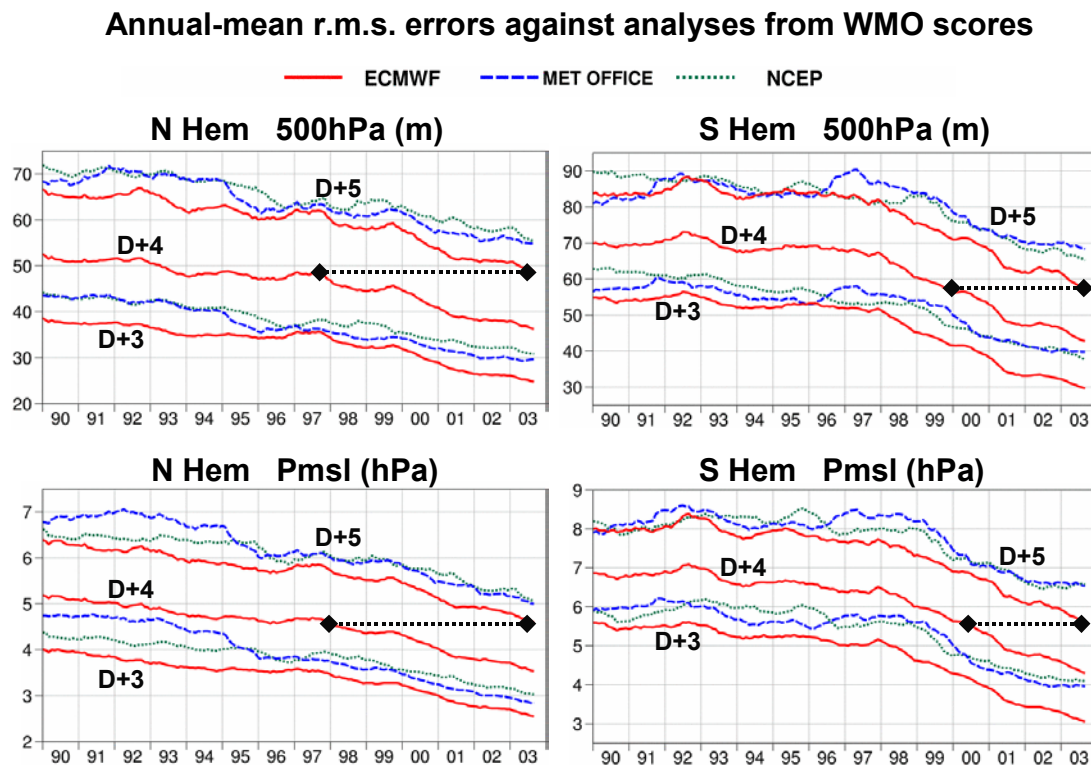 Annual-mean r.m.s. errors against analyses from WMO scores
ECMWF MET OFFICE NCEP
N Hem 500hPa (m)
70
60
50
40
30
20
D+5
D+4
D+3
90 91 92 93 94 95 96 97 98 99 00 01 02 03
S Hem 500hPa (m)
90
80
70
60
50
40
30
D+5
D+4
D+3
90 91 92 93 94 95 96 97 98 99 00 01 02 03
N Hem Pmsl (hPa)
7
6
5
4
3
2
D+5
D+4
D+3
90 91 92 93 94 95 96 97 98 99 00 01 02 03
S Hem Pmsl (hPa)
9
8
7
6
5
4
3
D+5
D+4
D+3
90 91 92 93 94 95 96 97 98 99 00 01 02 03